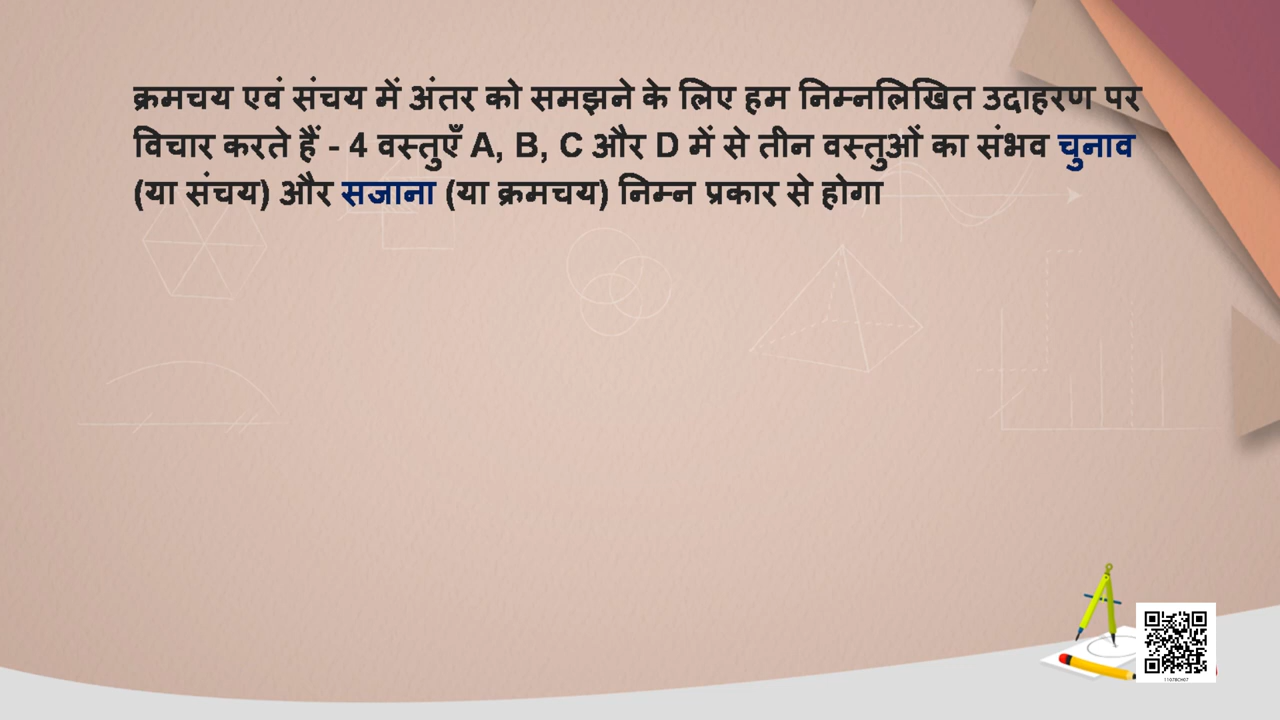 क्रमचय एवं संचय में अंतर को समझने के लिए हम निम्नलिखित उदाहरण पर
विचार करते हैं - 4 वस्तुएँ A, B, C और D में से तीन वस्तुओं का संभव चुनाव
(या संचय) और सजाना (या क्रमचय) निम्न प्रकार से होगा